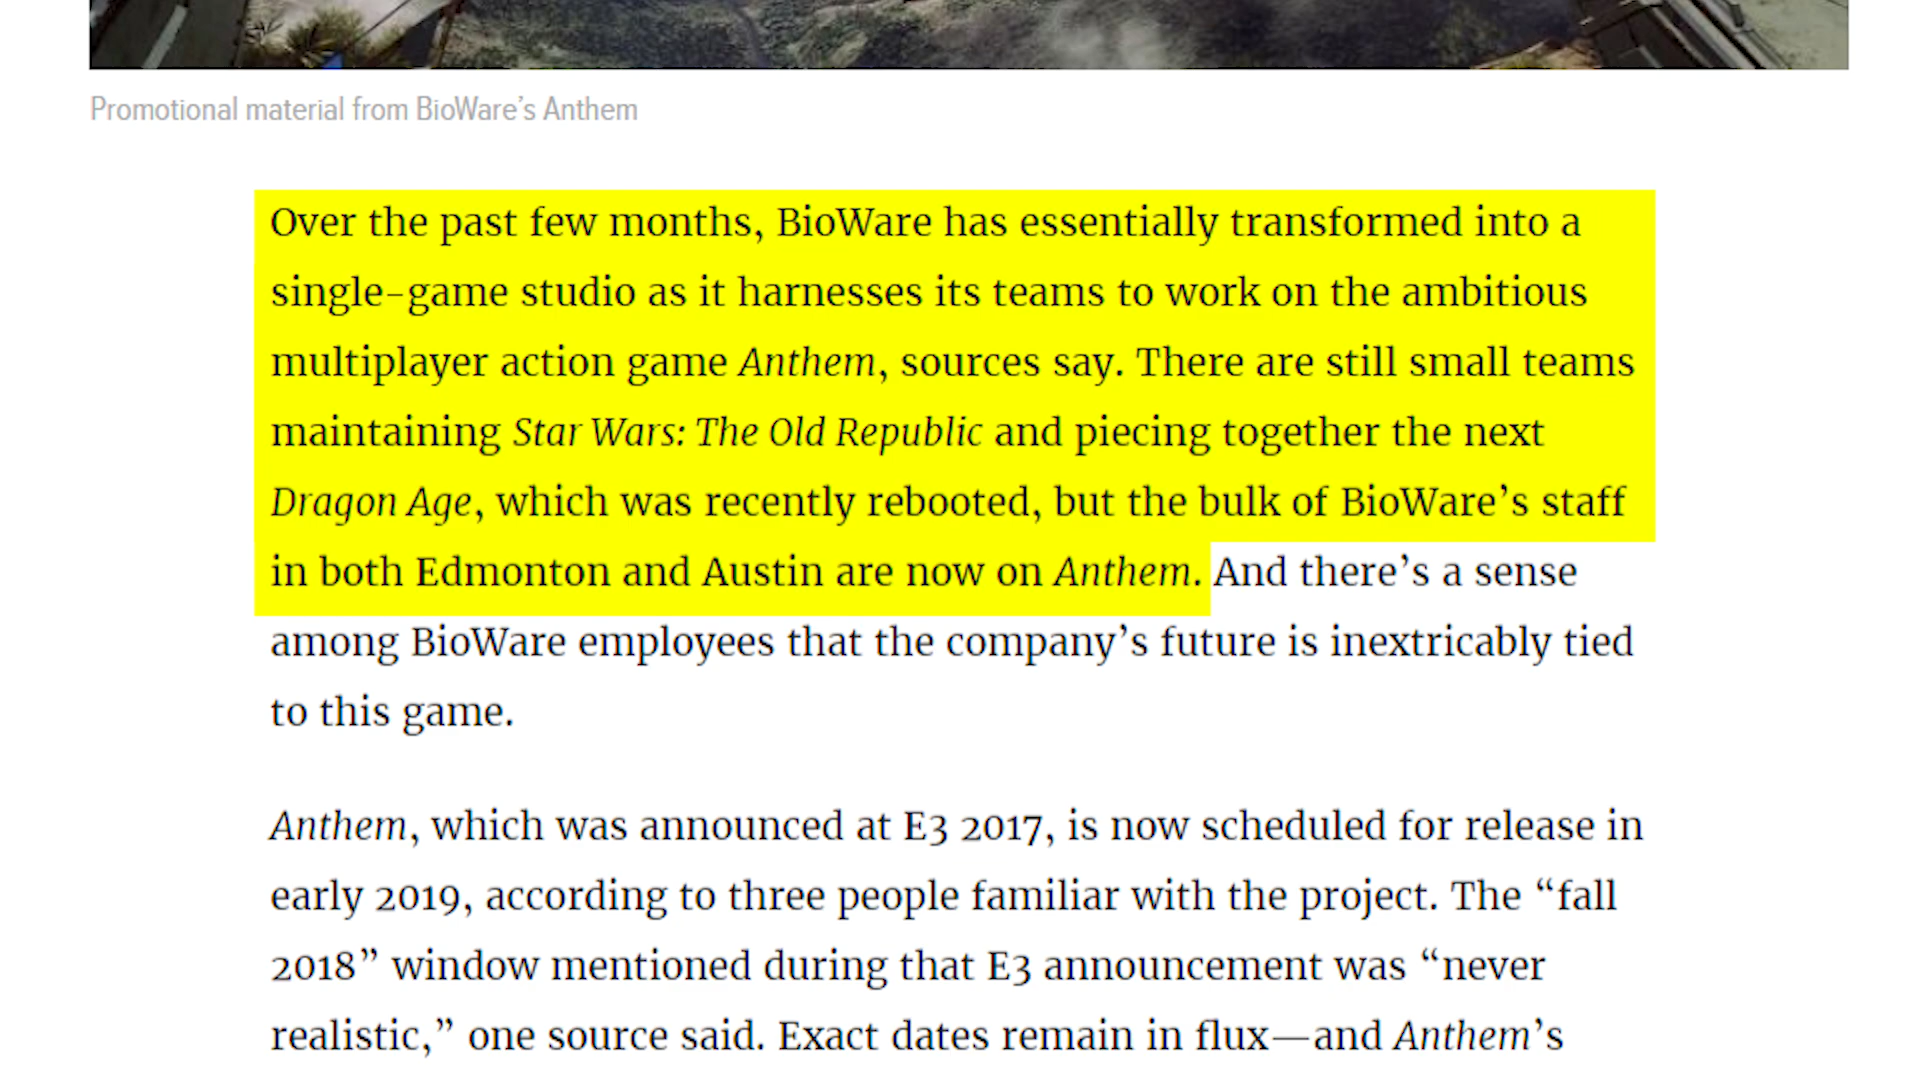 Promotional material from BioWare’s Anthem
Over the past few months, BioWare has essentially transformed into a
single-game studio as it harnesses its teams to work on the ambitious
multiplayer action game Anthem, sources say. There are still small teams
maintaining Star Wars: The Old Republic and piecing together the next
Dragon Age, which was recently rebooted, but the bulk of BioWare’s staff
in both Edmonton and Austin are now on Anthem. And there’s a sense
among BioWare employees that the company’s future is inextricably tied
to this game.
Anthem, which was announced at E3 2017, is now scheduled for release in
early 2019, according to three people familiar with the project. The “fall
2018” window mentioned during that E3 announcement was “never
realistic,” one source said. Exact dates remain in flux—and Anthem’s